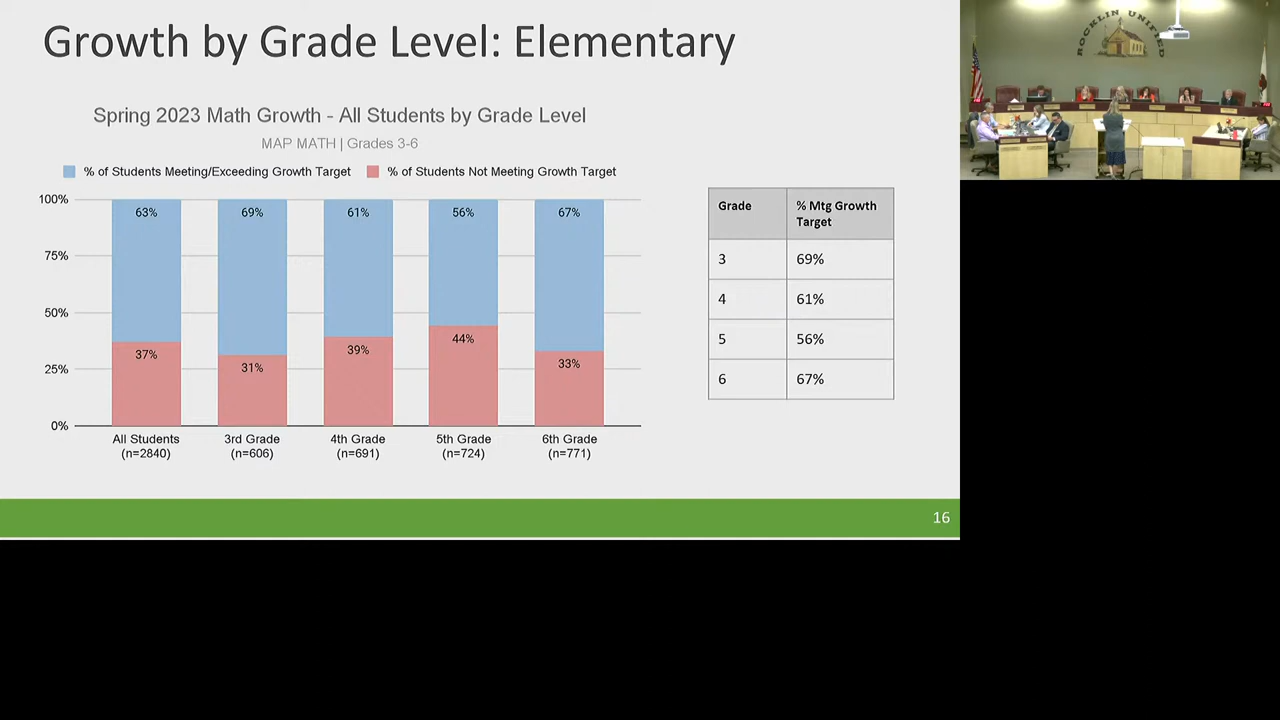 Growth by Grade Level: Elementary
Spring 2023 Math Growth - All Students by Grade Level
MAP MATH | Grades 3-6
% of Students Meeting/Exceeding Growth Target % of Students Not Meeting Growth Target
100%
75%
50%
25%
0%
63% 69% 61% 56% 67%
37% 31% 39% 44% 33%
All Students 3rd Grade 4th Grade 5th Grade 6th Grade
(n=2840) (n=606) (n=691) (n=724) (n=771)
Grade % Mtg Growth
Target
3 69%
4 61%
5 56%
6 67%
16
ROCKLIN UNIFIED